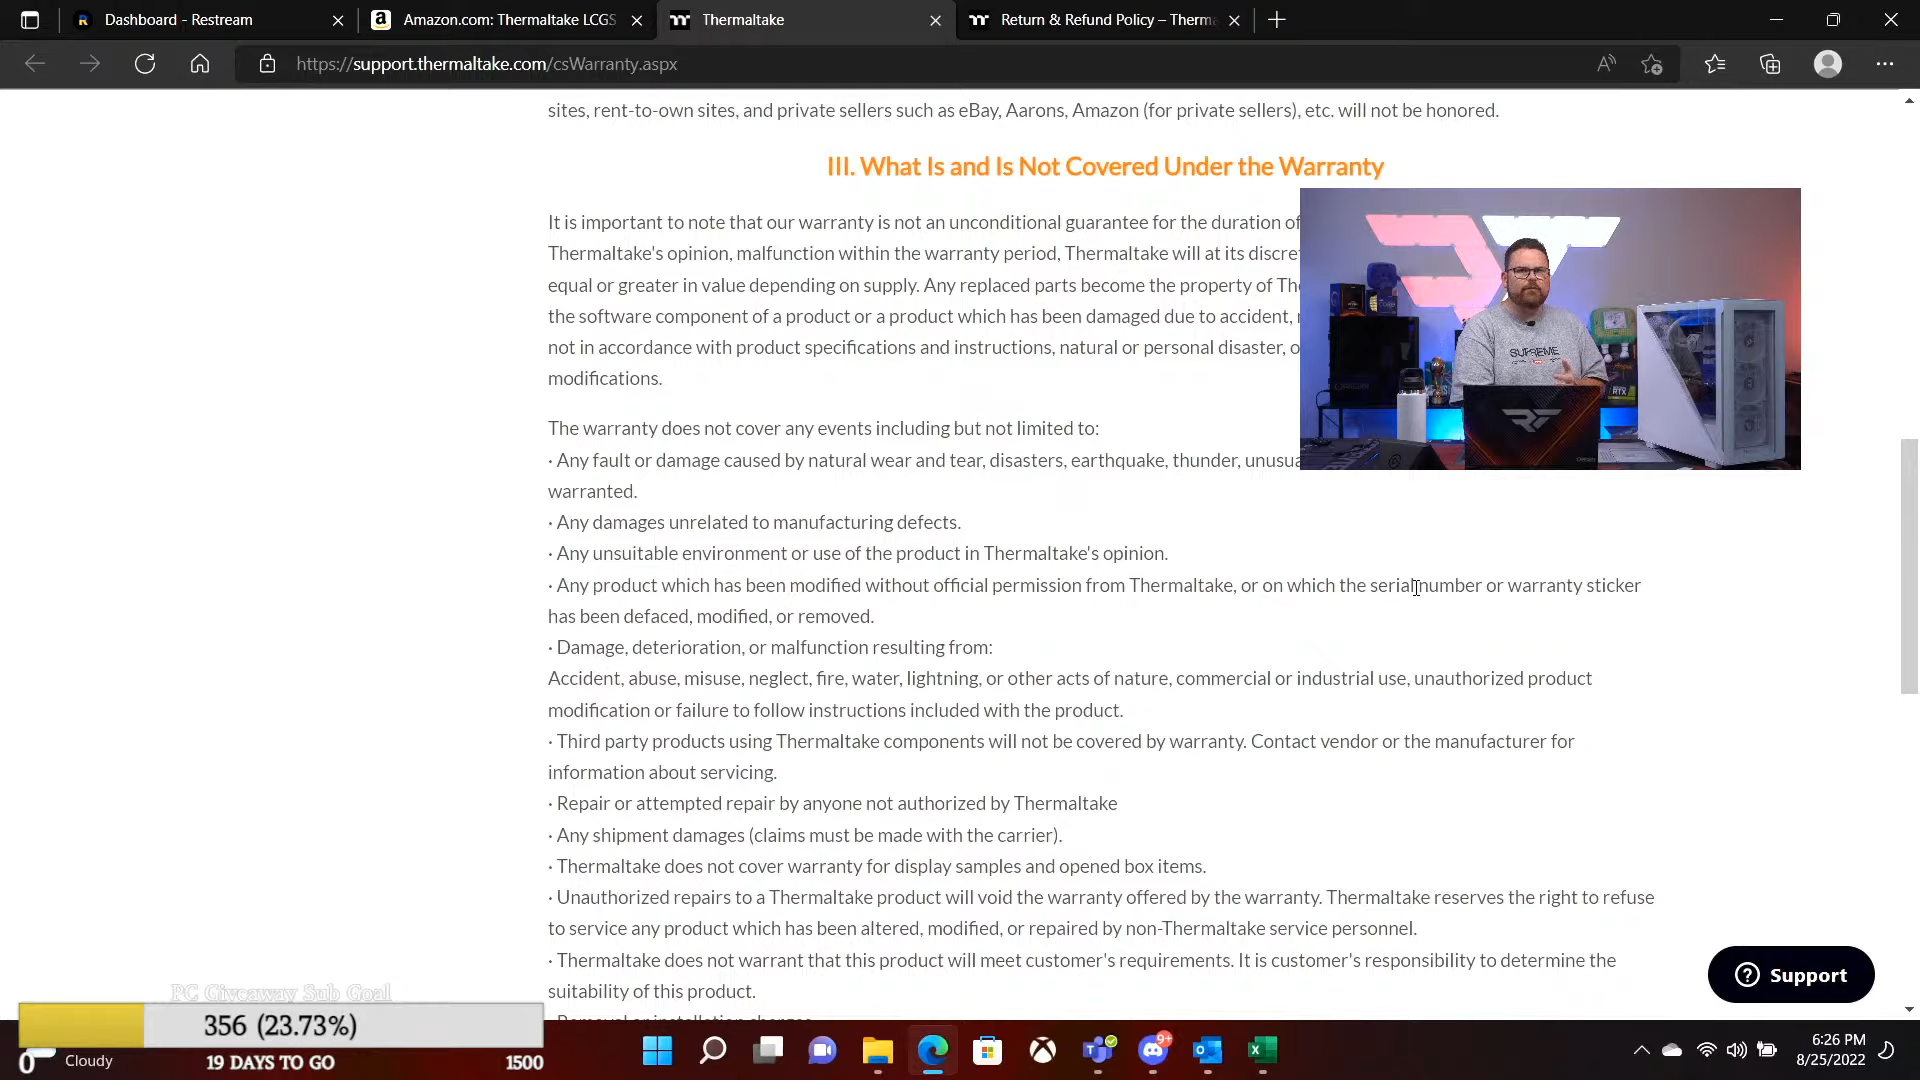 Dashboard - Restream
Amazon.com: Thermaltake LCGS
Thermaltake
Return & Refund Policy – Therma
https://support.thermaltake.com/csWarranty.aspx
sites, rent-to-own sites, and private sellers such as eBay, Aarons, Amazon (for private sellers), etc. will not be honored.
III. What Is and Is Not Covered Under the Warranty
It is important to note that our warranty is not an unconditional guarantee for the duration of
Thermaltake's opinion, malfunction within the warranty period, Thermaltake will at its discre
equal or greater in value depending on supply. Any replaced parts become the property of Th
the software component of a product or a product which has been damaged due to accident,
not in accordance with product specifications and instructions, natural or personal disaster, o
modifications.
SUPREME
The warranty does not cover any events including but not limited to:
· Any fault or damage caused by natural wear and tear, disasters, earthquake, thunder, unusua
warranted.
· Any damages unrelated to manufacturing defects.
· Any unsuitable environment or use of the product in Thermaltake's opinion.
· Any product which has been modified without official permission from Thermaltake, or on which the serial number or warranty sticker
has been defaced, modified, or removed.
· Damage, deterioration, or malfunction resulting from:
Accident, abuse, misuse, neglect, fire, water, lightning, or other acts of nature, commercial or industrial use, unauthorized product
modification or failure to follow instructions included with the product.
· Third party products using Thermaltake components will not be covered by warranty. Contact vendor or the manufacturer for
information about servicing.
· Repair or attempted repair by anyone not authorized by Thermaltake
· Any shipment damages (claims must be made with the carrier).
· Thermaltake does not cover warranty for display samples and opened box items.
· Unauthorized repairs to a Thermaltake product will void the warranty offered by the warranty. Thermaltake reserves the right to refuse
to service any product which has been altered, modified, or repaired by non-Thermaltake service personnel.
· Thermaltake does not warrant that this product will meet customer's requirements. It is customer's responsibility to determine the
suitability of this product.
Support
PC Giveaway Sub Goal
356 (23.73%)
0
19 DAYS TO GO
1500
Cloudy
9+
6:26 PM
8/25/2022